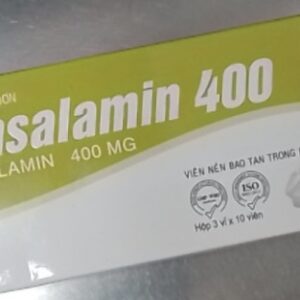 salamin 400
LAMIN 400 MG
VIÊN NÉN BAO TAN TRONG
ISO
Hộp 3 vỉ x 10 viên